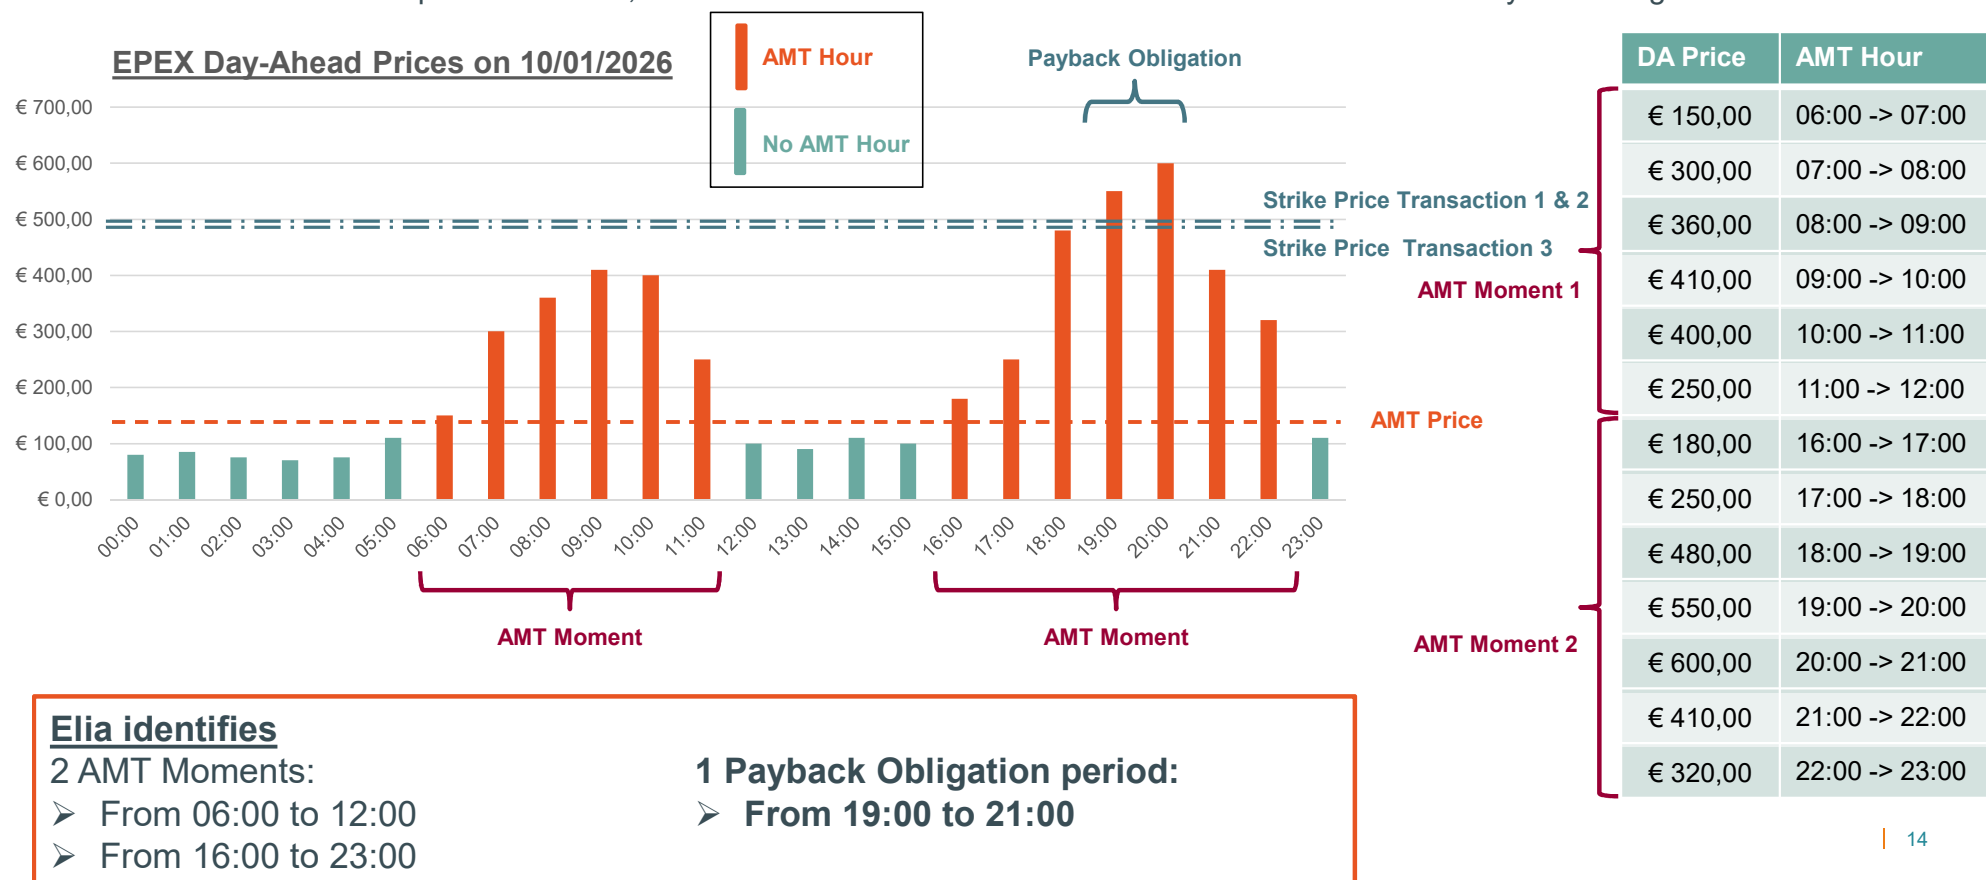 EPEX Day-Ahead Prices on 10/01/2026
AMT Hour
No AMT Hour
Payback Obligation
€ 700,00
€ 600,00
€ 500,00
€ 400,00
€ 300,00
€ 200,00
€ 100,00
€ 0,00
Strike Price Transaction 1 & 2
Strike Price Transaction 3
AMT Price
00:00 01:00 02:00 03:00 04:00 05:00 06:00 07:00 08:00 09:00 10:00 11:00 12:00 13:00 14:00 15:00 16:00 17:00 18:00 19:00 20:00 21:00 22:00 23:00
AMT Moment
AMT Moment
AMT Moment 1
AMT Moment 2
DA Price AMT Hour
€ 150,00 06:00 -> 07:00
€ 300,00 07:00 -> 08:00
€ 360,00 08:00 -> 09:00
€ 410,00 09:00 -> 10:00
€ 400,00 10:00 -> 11:00
€ 250,00 11:00 -> 12:00
€ 180,00 16:00 -> 17:00
€ 250,00 17:00 -> 18:00
€ 480,00 18:00 -> 19:00
€ 550,00 19:00 -> 20:00
€ 600,00 20:00 -> 21:00
€ 410,00 21:00 -> 22:00
€ 320,00 22:00 -> 23:00
Elia identifies
2 AMT Moments:
➢ From 06:00 to 12:00
➢ From 16:00 to 23:00
1 Payback Obligation period:
➢ From 19:00 to 21:00
14